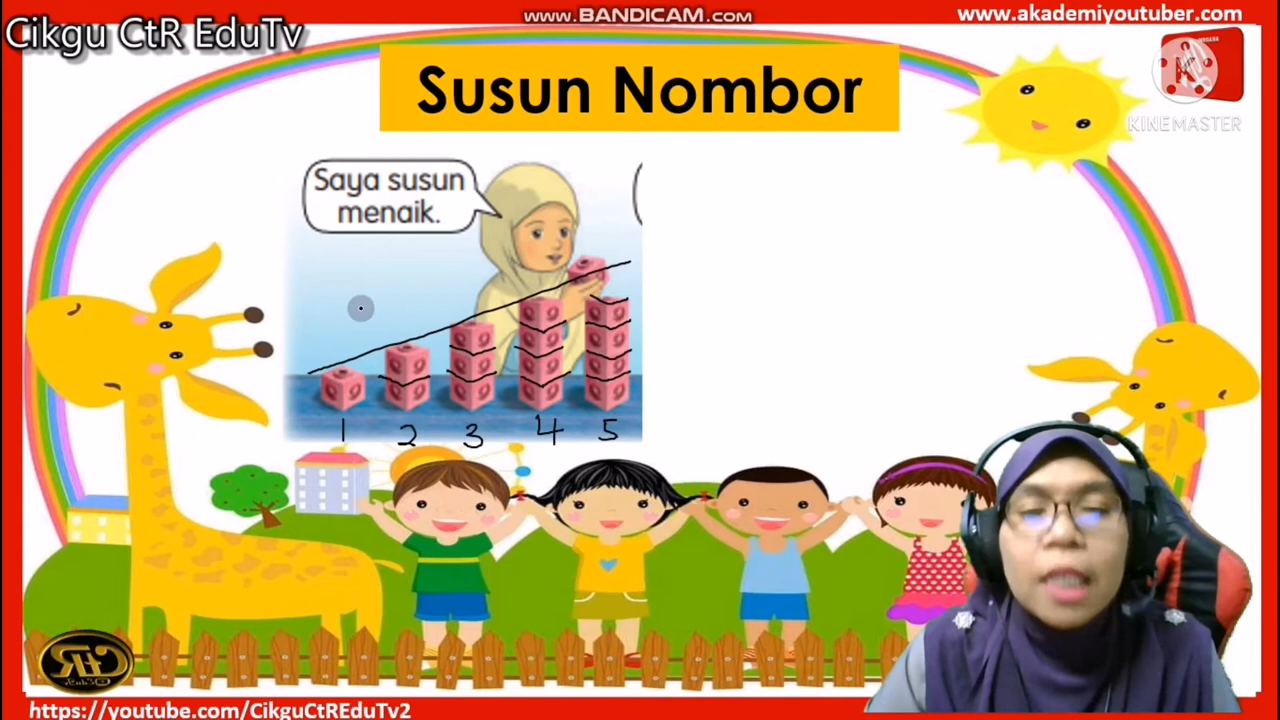 www.BANDICAM.com
www.akademiyoutuber.com
Cikgu CtR EduTv
Susun Nombor
KINEMASTER
Saya susun
menaik.
1 2 3 4 5
https://youtube.com/CikguCtREduTv2